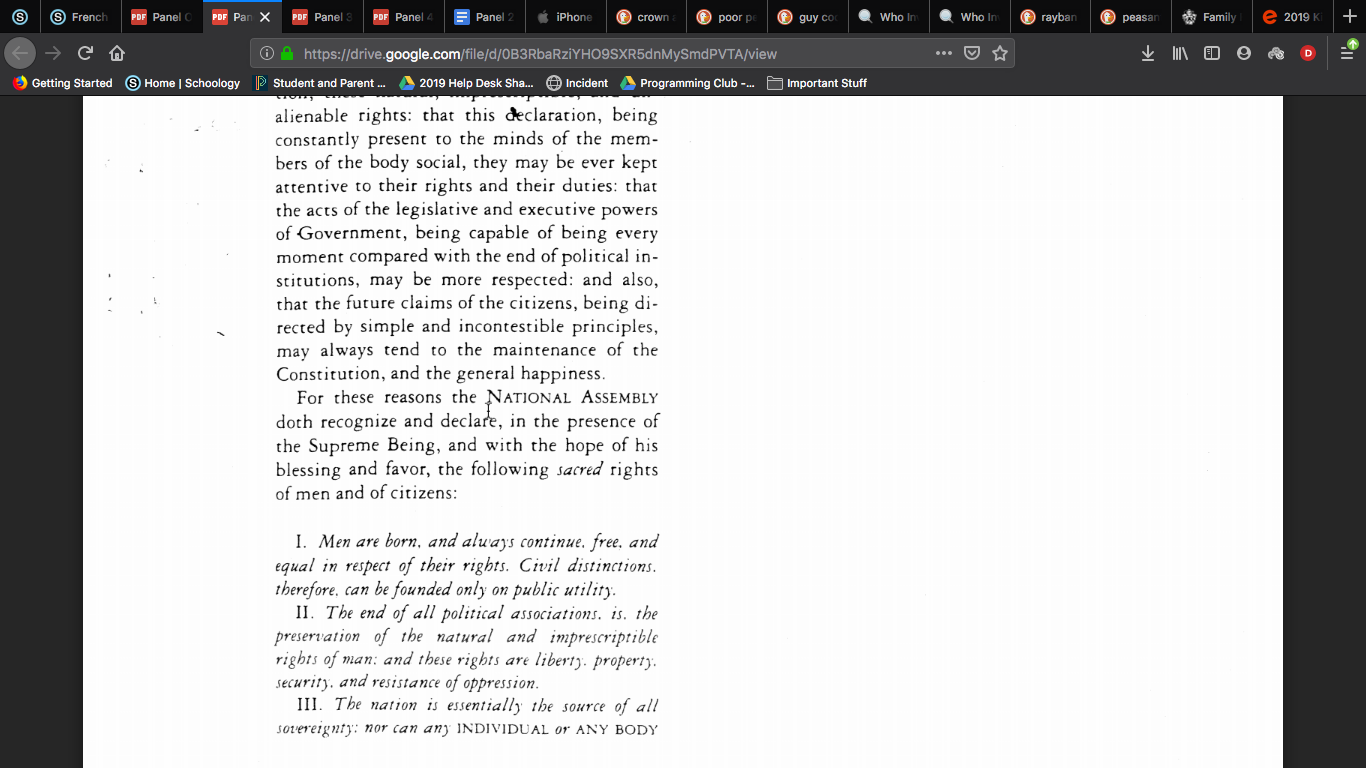 French
Panel
Pan
Panel 3
Panel 4
Panel 2
iPhone
crown
poor pe
guy coo
Who In
Who In
rayban
peasan
Family
2019 K
https://drive.google.com/file/d/0B3RbaRziYHO9SXR5dnMySmdPVTA/view
D
Getting Started
Home | Schoology
Student and Parent ...
2019 Help Desk Sha...
Incident
Programming Club -...
Important Stuff
alienable rights: that this declaration, being
constantly present to the minds of the mem-
bers of the body social, they may be ever kept
attentive to their rights and their duties: that
the acts of the legislative and executive powers
of Government, being capable of being every
moment compared with the end of political in-
stitutions, may be more respected: and also,
that the future claims of the citizens, being di-
rected by simple and incontestible principles,
may always tend to the maintenance of the
Constitution, and the general happiness.
For these reasons the NATIONAL ASSEMBLY
doth recognize and declare, in the presence of
the Supreme Being, and with the hope of his
blessing and favor, the following sacred rights
of men and of citizens:
I. Men are born, and always continue, free, and
equal in respect of their rights. Civil distinctions,
therefore, can be founded only on public utility.
II. The end of all political associations, is, the
preservation of the natural and imprescriptible
rights of man; and these rights are liberty, property,
security, and resistance of oppression.
III. The nation is essentially the source of all
sovereignty; nor can any INDIVIDUAL or ANY BODY